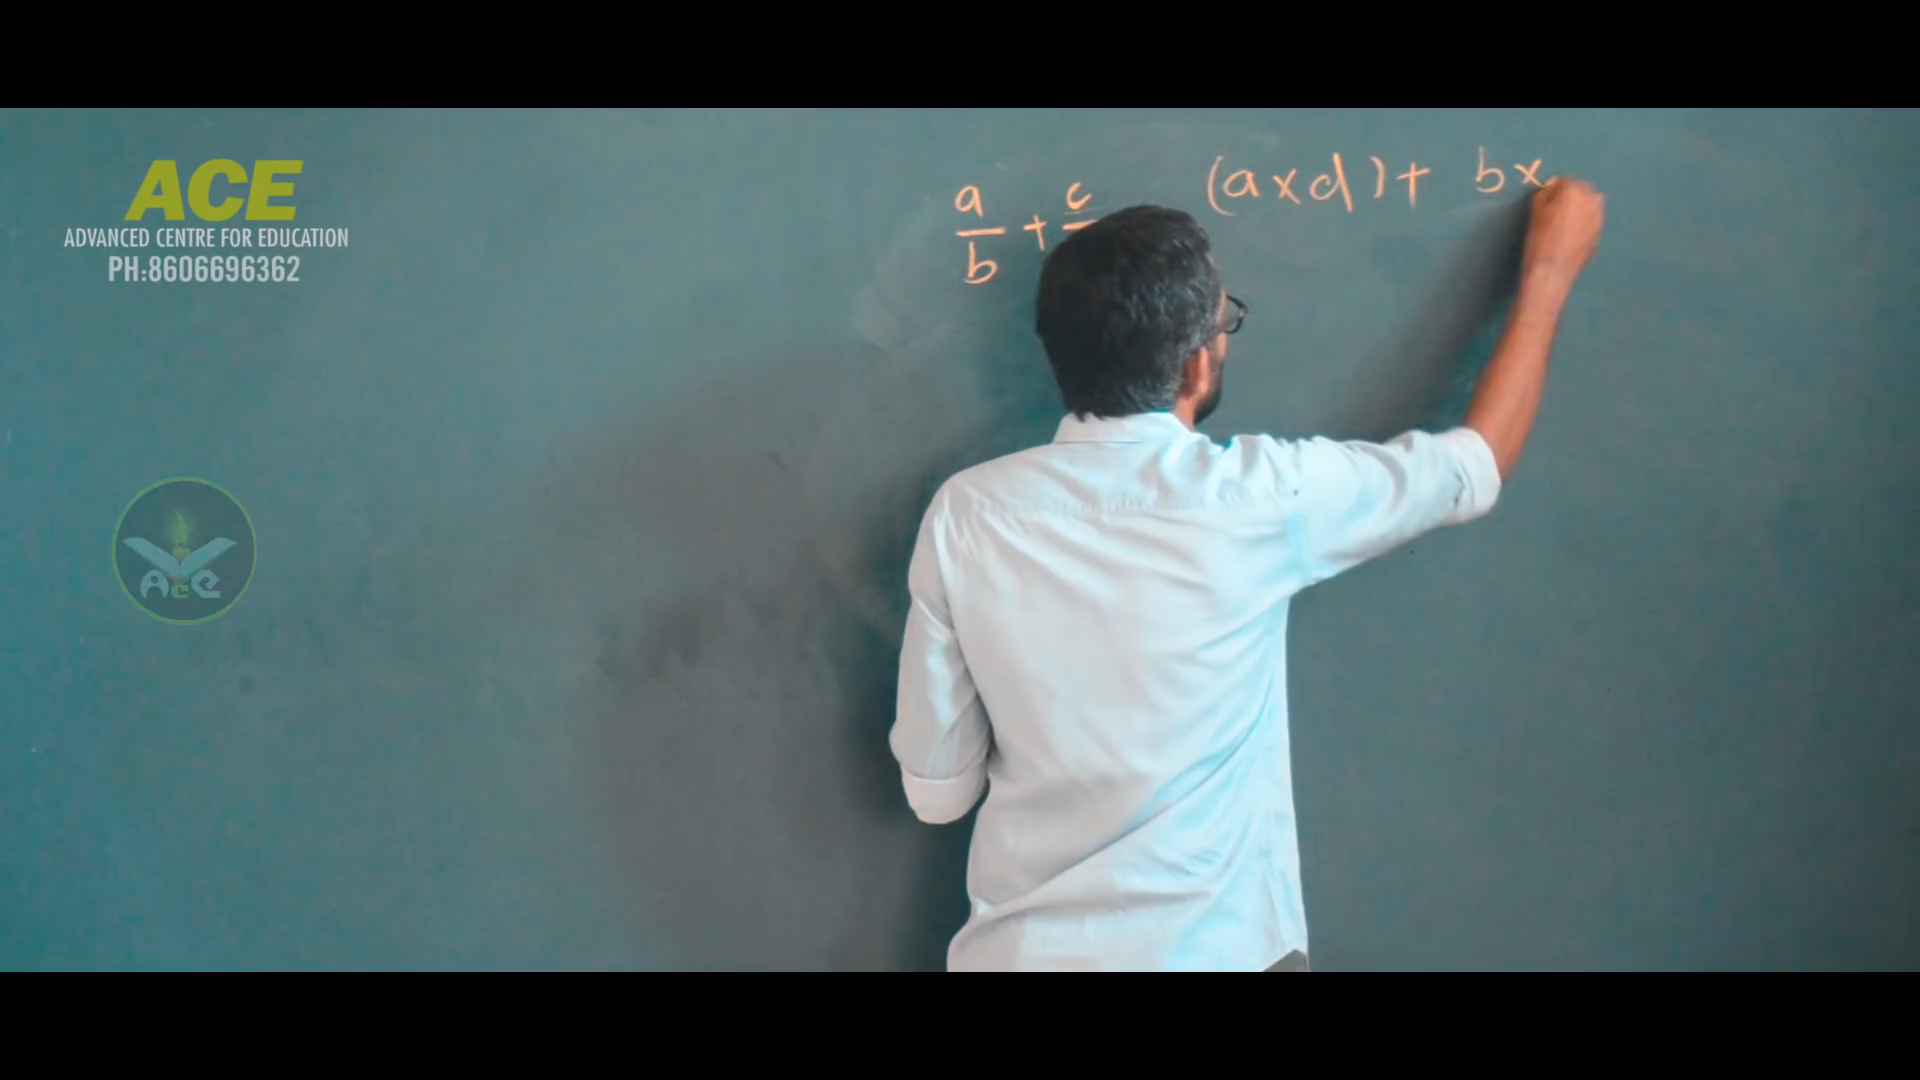 ACE
ADVANCED CENTRE FOR EDUCATION
PH:8606696362
a/b + c (a×d)+ b×
AcE